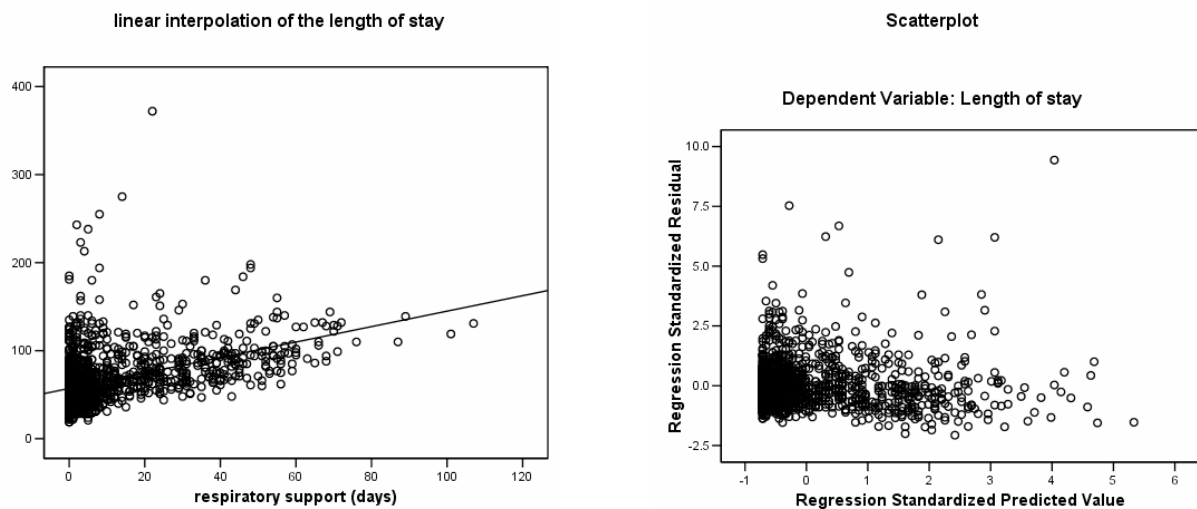 linear interpolation of the length of stay
400
300
200
100
0
0 20 40 60 80 100 120
respiratory support (days)
Scatterplot
Dependent Variable: Length of stay
Regression Standardized Residual
10.0
7.5
5.0
2.5
0.0
-2.5
-1 0 1 2 3 4 5 6
Regression Standardized Predicted Value